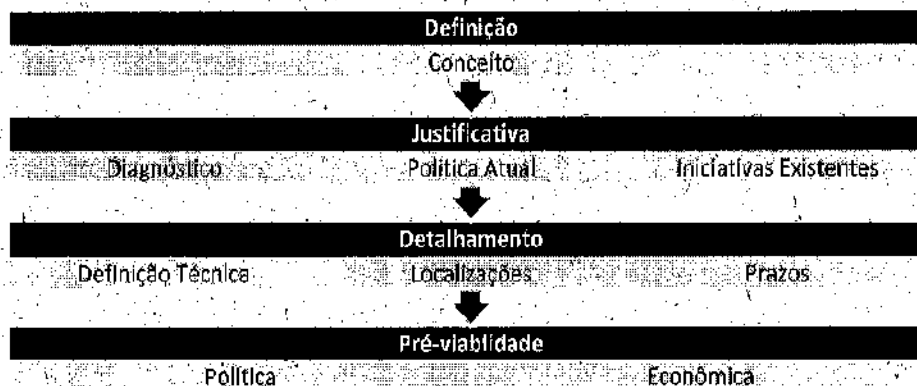 Definição
Conceito
Justificativa
Diagnóstico Política Atual Iniciativas Existentes
Detalhamento
Definição Técnica Localizações Prazos
Pré-viabilidade
Política Econômica